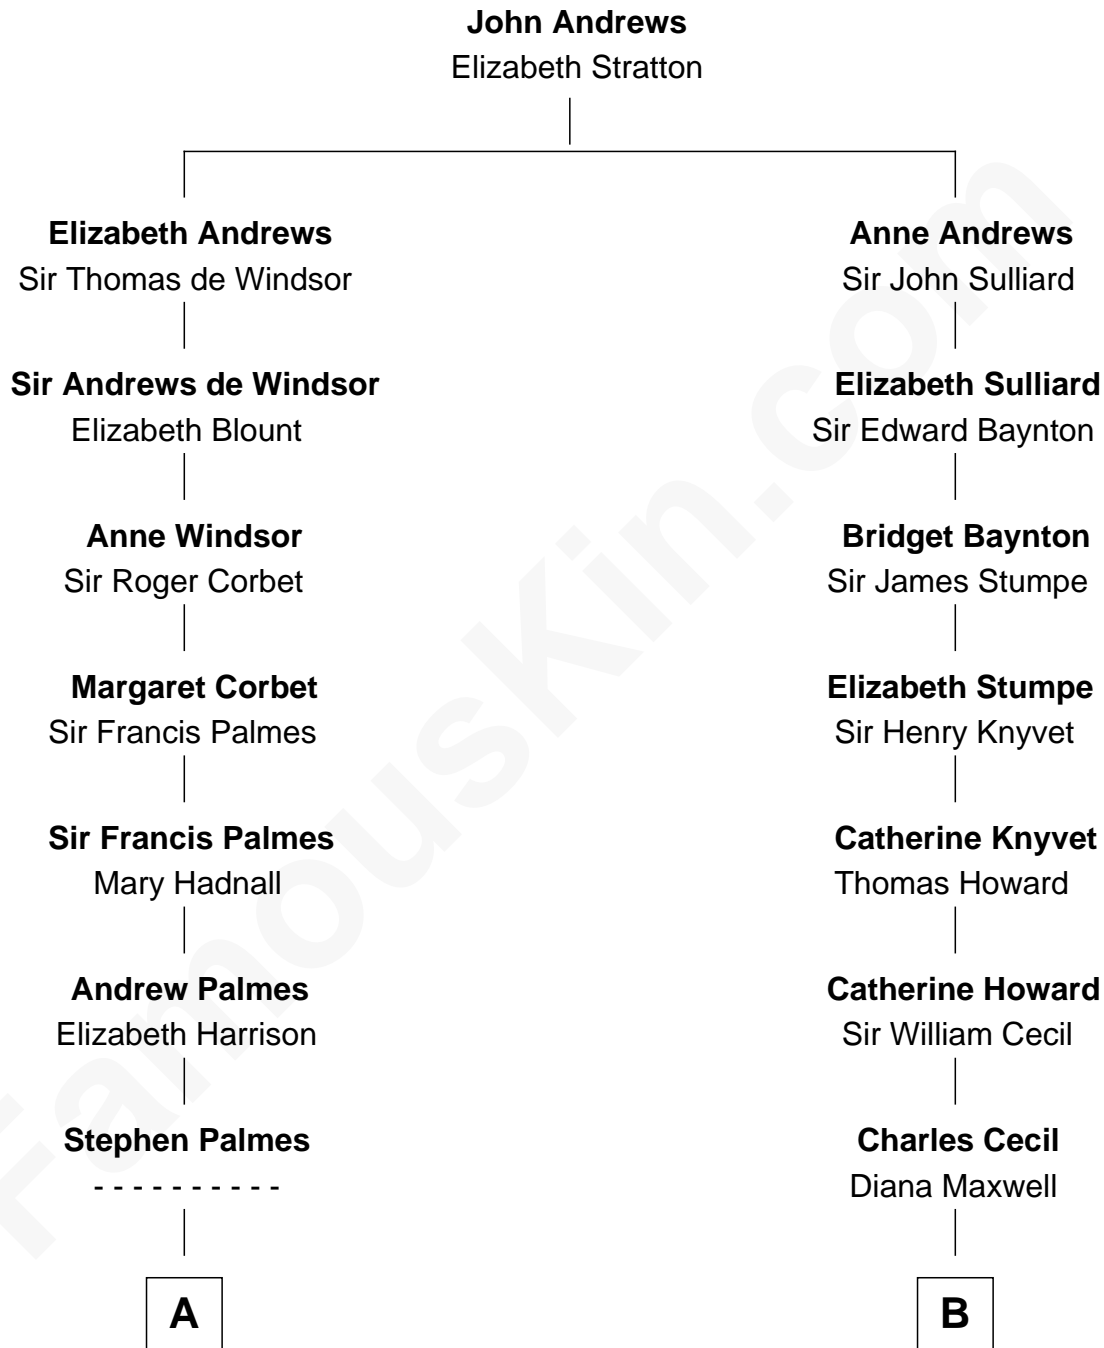 John Andrews
Elizabeth Stratton
Elizabeth Andrews
Sir Thomas de Windsor
Anne Andrews
Sir John Sulliard
Sir Andrews de Windsor
Elizabeth Blount
Elizabeth Sulliard
Sir Edward Baynton
Anne Windsor
Sir Roger Corbet
Bridget Baynton
Sir James Stumpe
Margaret Corbet
Sir Francis Palmes
Elizabeth Stumpe
Sir Henry Knyvet
Sir Francis Palmes
Mary Hadnall
Catherine Knyvet
Thomas Howard
Andrew Palmes
Elizabeth Harrison
Catherine Howard
Sir William Cecil
Stephen Palmes
- - - - - - - - - -
Charles Cecil
Diana Maxwell
A
B
FamousKin.com